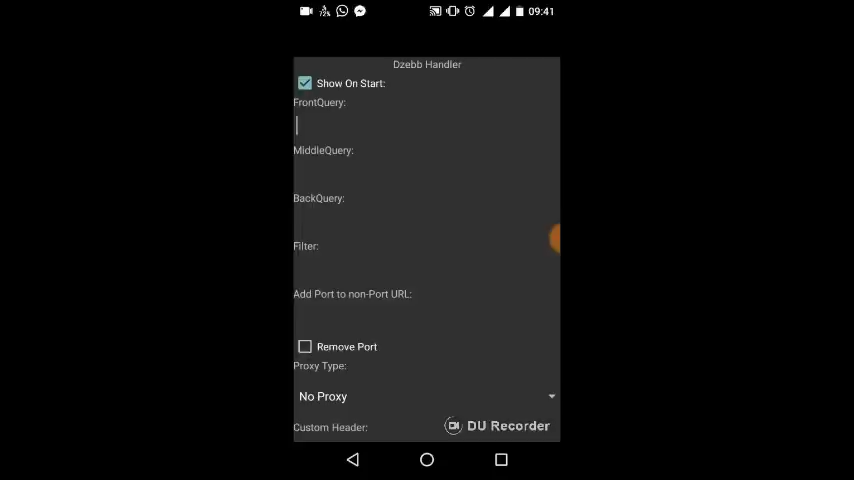 72%
09:41
Dzebb Handler
Show On Start:
FrontQuery:
MiddleQuery:
BackQuery:
Filter:
Add Port to non-Port URL:
Remove Port
Proxy Type:
No Proxy
Custom Header:
DU Recorder